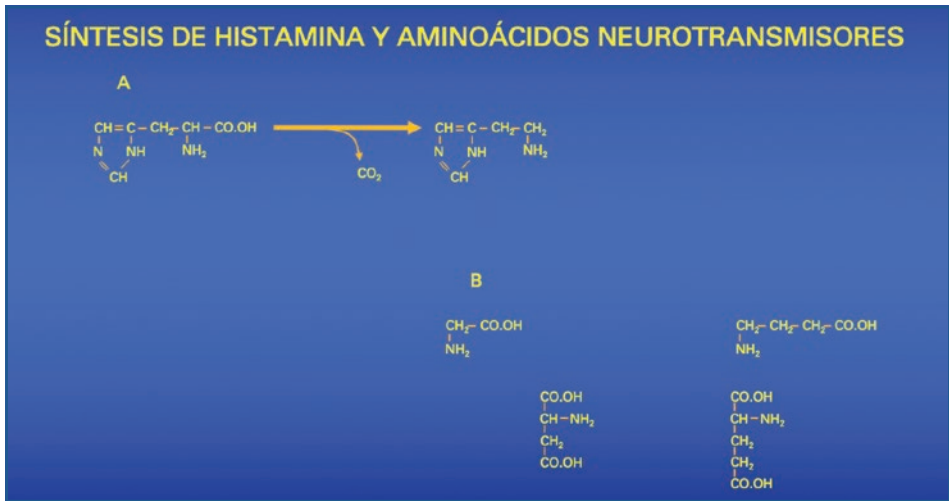 SÍNTESIS DE HISTAMINA Y AMINOÁCIDOS NEUROTRANSMISORES
A
CH=C-CH₂-CH-CO.OH
N NH NH₂
CH
CO₂
CH=C-CH₂-CH₂
N NH NH₂
CH
B
CH₂-CO.OH
NH₂
CH₂-CH₂-CH₂-CO.OH
NH₂
CO.OH
CH-NH₂
CH₂
CO.OH
CO.OH
CH-NH₂
CH₂
CH₂
CO.OH